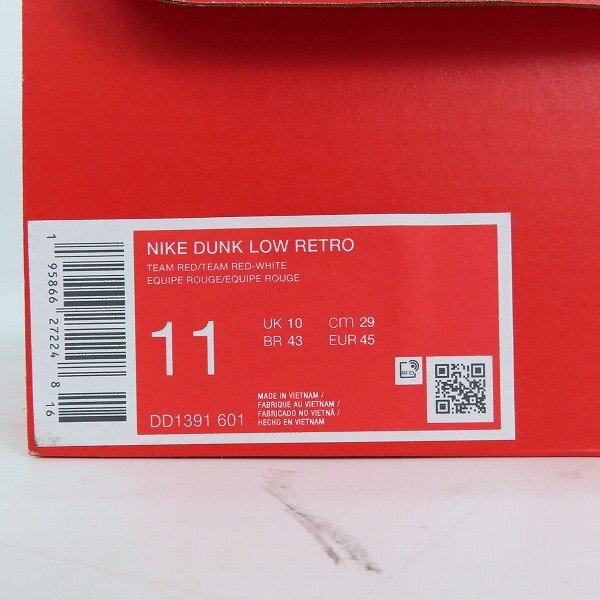 NIKE DUNK LOW RETRO
TEAM RED/TEAM RED-WHITE
EQUIPE ROUGE/EQUIPE ROUGE
11
UK 10 cm 29
BR 43 EUR 45
RFID
DD1391 601
MADE IN VIETNAM /
FABRIQUE AU VIETNAM /
FABRICADO NO VIETNÃ /
HECHO EN VIETNAM
1 95866 27224 8 16